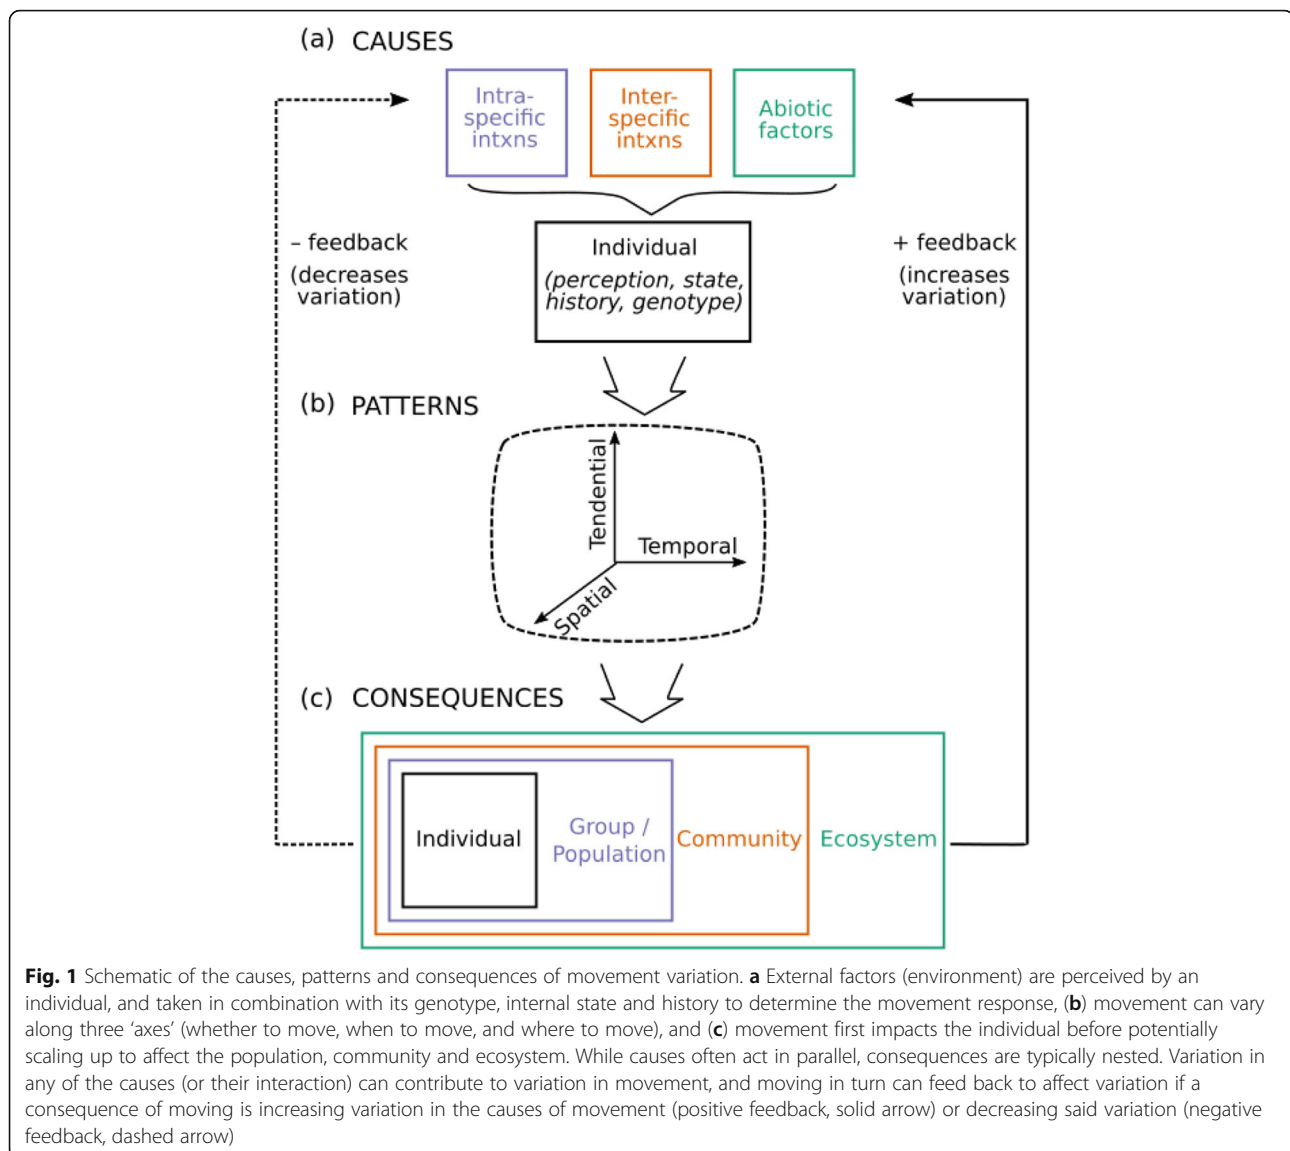 (a) CAUSES
Intra-
specific
intxns
Inter-
specific
intxns
Abiotic
factors
– feedback
(decreases
variation)
Individual
(perception, state,
history, genotype)
+ feedback
(increases
variation)
(b) PATTERNS
Tendential
Temporal
Spatial
(c) CONSEQUENCES
Individual
Group /
Population
Community
Ecosystem
Fig. 1 Schematic of the causes, patterns and consequences of movement variation. a External factors (environment) are perceived by an
individual, and taken in combination with its genotype, internal state and history to determine the movement response, (b) movement can vary
along three ‘axes’ (whether to move, when to move, and where to move), and (c) movement first impacts the individual before potentially
scaling up to affect the population, community and ecosystem. While causes often act in parallel, consequences are typically nested. Variation in
any of the causes (or their interaction) can contribute to variation in movement, and moving in turn can feed back to affect variation if a
consequence of moving is increasing variation in the causes of movement (positive feedback, solid arrow) or decreasing said variation (negative
feedback, dashed arrow)